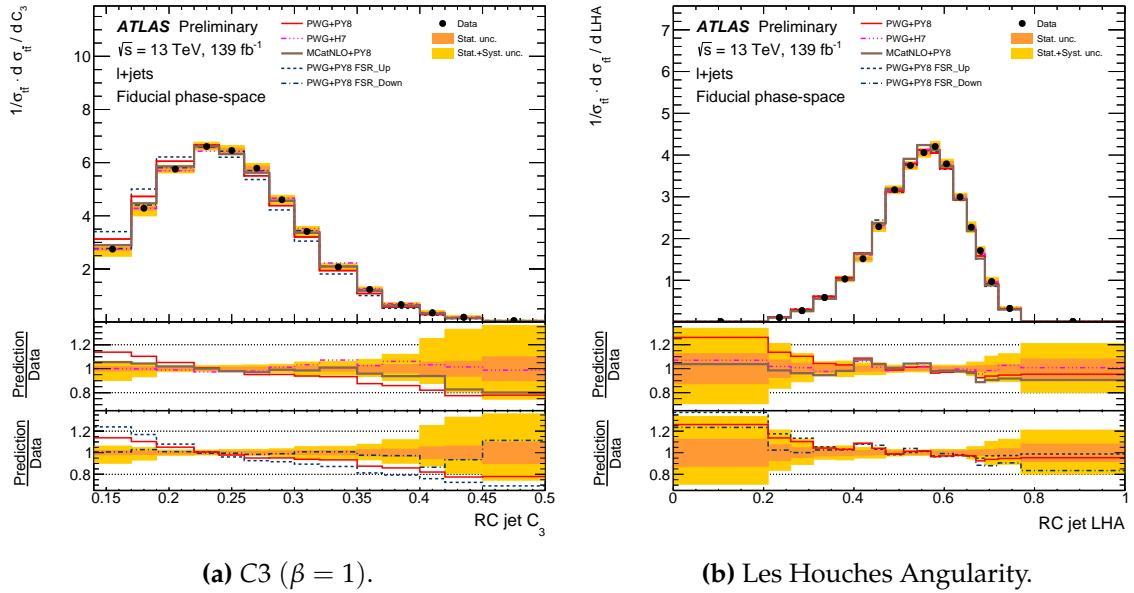 1/σ_tt̄ · d σ_tt̄ / d C_3
ATLAS Preliminary
√s = 13 TeV, 139 fb⁻¹
l+jets
Fiducial phase-space
PWG+PY8
PWG+H7
MCatNLO+PY8
PWG+PY8 FSR_Up
PWG+PY8 FSR_Down
Data
Stat. unc.
Stat.+Syst. unc.
10
8
6
4
2
Prediction
Data
1.2
1
0.8
Prediction
Data
1.2
1
0.8
0.15 0.2 0.25 0.3 0.35 0.4 0.45 0.5
RC jet C_3
(a) C3 (β = 1).
1/σ_tt̄ · d σ_tt̄ / d LHA
ATLAS Preliminary
√s = 13 TeV, 139 fb⁻¹
l+jets
Fiducial phase-space
PWG+PY8
PWG+H7
MCatNLO+PY8
PWG+PY8 FSR_Up
PWG+PY8 FSR_Down
Data
Stat. unc.
Stat.+Syst. unc.
7
6
5
4
3
2
1
Prediction
Data
1.2
1
0.8
Prediction
Data
1.2
1
0.8
0 0.2 0.4 0.6 0.8 1
RC jet LHA
(b) Les Houches Angularity.